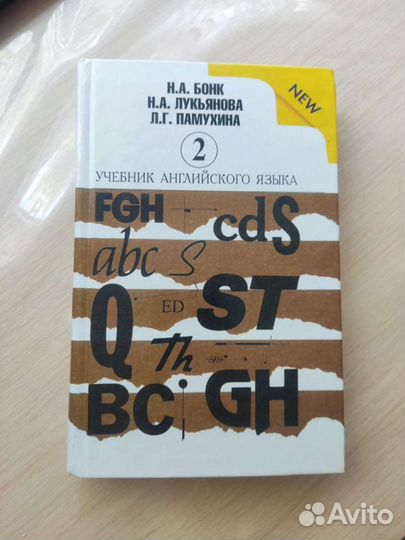 Н.А. БОНК
Н.А. ЛУКЬЯНОВА
Л.Г. ПАМУХИНА
NEW
2
УЧЕБНИК АНГЛИЙСКОГО ЯЗЫКА
FGH cdS
abc S
Q ED ST
Th
BC GH
Avito